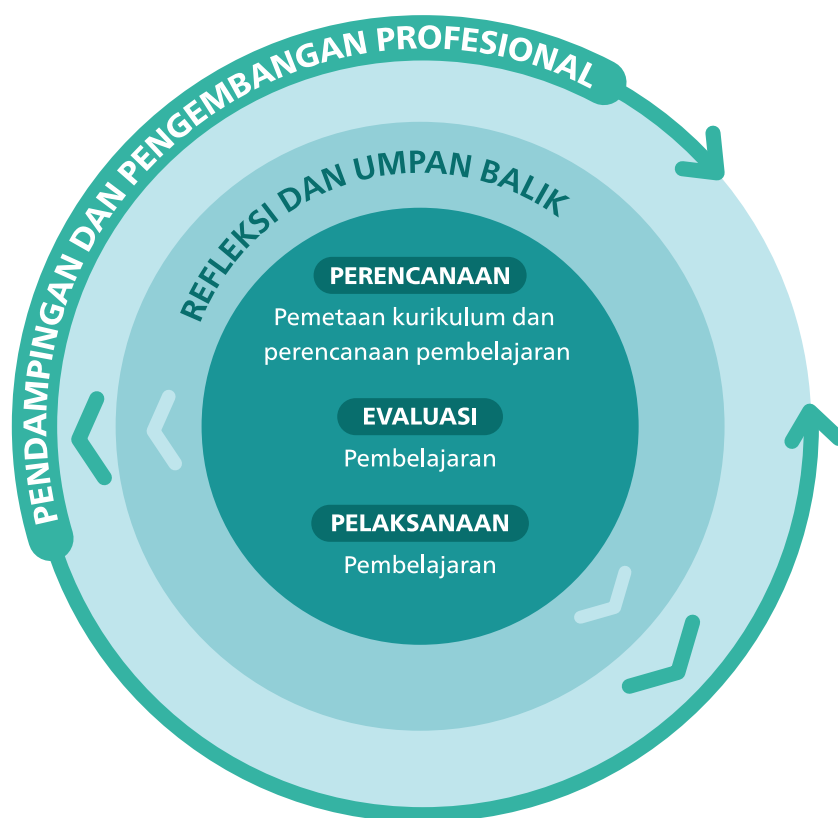 PENDAMPINGAN DAN PENGEMBANGAN PROFESIONAL
REFLEKSI DAN UMPAN BALIK
PERENCANAAN
Pemetaan kurikulum dan
perencanaan pembelajaran
EVALUASI
Pembelajaran
PELAKSANAAN
Pembelajaran